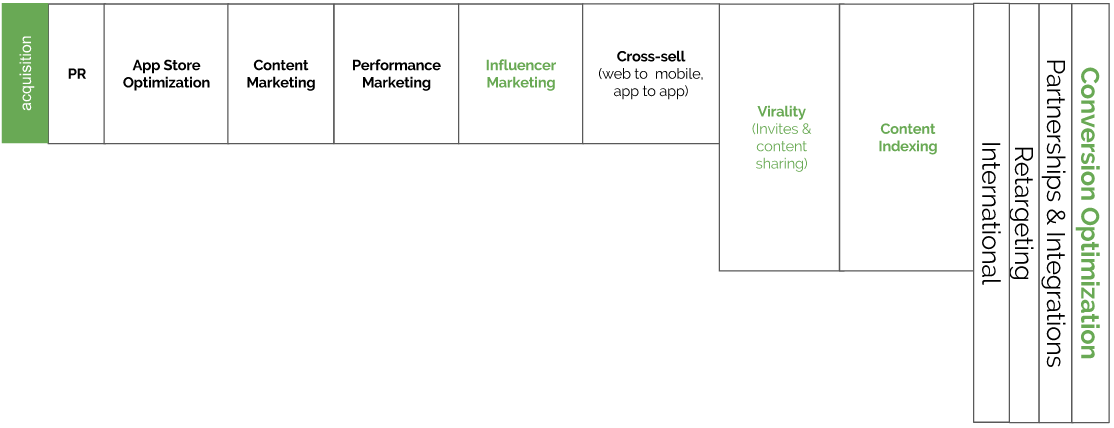 acquisition
PR
App Store
Optimization
Content
Marketing
Performance
Marketing
Influencer
Marketing
Cross-sell
(web to mobile,
app to app)
Virality
(Invites &
content
sharing)
Content
Indexing
International
Retargeting
Partnerships & Integrations
Conversion Optimization